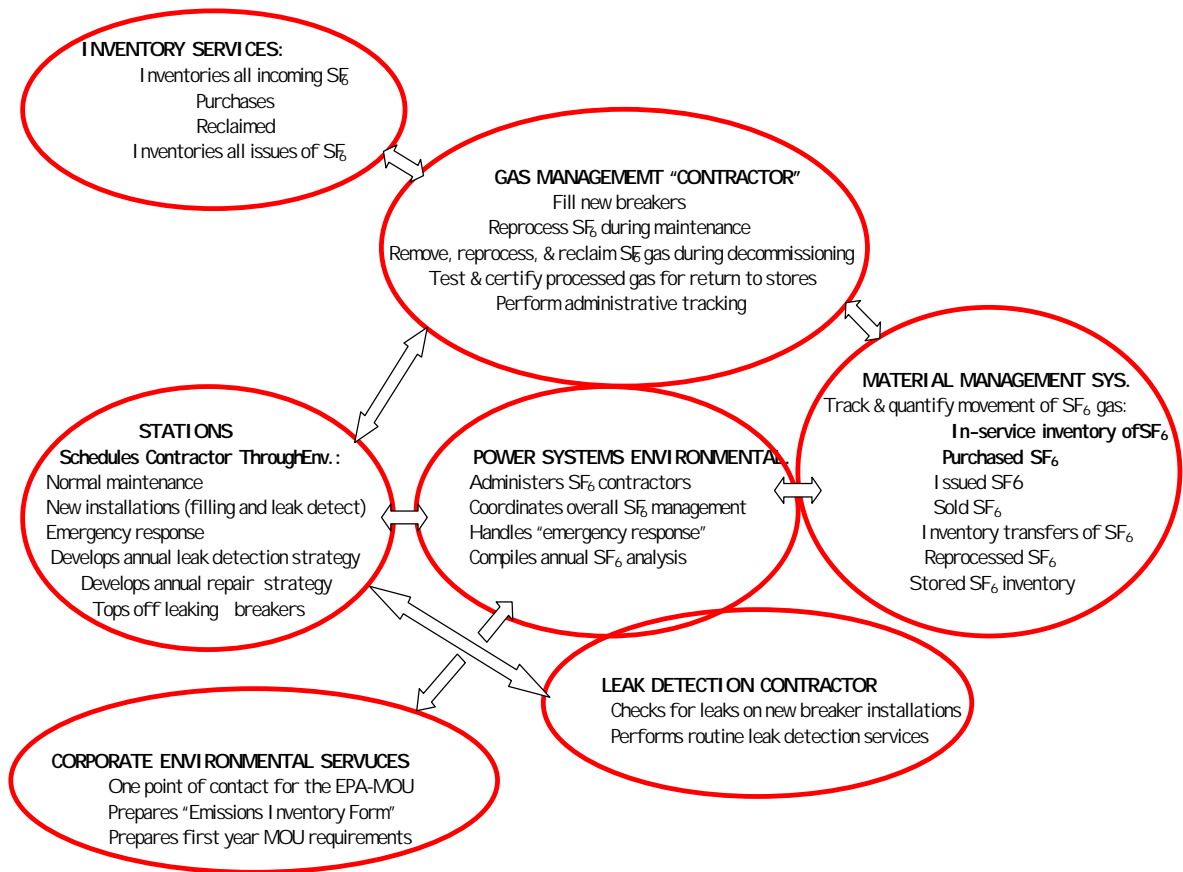 INVENTORY SERVICES:
Inventories all incoming SF₆
Purchases
Reclaimed
Inventories all issues of SF₆
GAS MANAGEMEMT “CONTRACTOR”
Fill new breakers
Reprocess SF₆ during maintenance
Remove, reprocess, & reclaim SF₆ gas during decommissioning
Test & certify processed gas for return to stores
Perform administrative tracking
MATERIAL MANAGEMENT SYS.
Track & quantify movement of SF₆ gas:
In-service inventory of SF₆
Purchased SF₆
Issued SF6
Sold SF₆
Inventory transfers of SF₆
Reprocessed SF₆
Stored SF₆ inventory
STATIONS
Schedules Contractor Through Env.:
Normal maintenance
New installations (filling and leak detect)
Emergency response
Develops annual leak detection strategy
Develops annual repair strategy
Tops off leaking breakers
POWER SYSTEMS ENVIRONMENTAL.
Administers SF₆ contractors
Coordinates overall SF₆ management
Handles “emergency response”
Compiles annual SF₆ analysis
LEAK DETECTION CONTRACTOR
Checks for leaks on new breaker installations
Performs routine leak detection services
CORPORATE ENVIRONMENTAL SERVUCES
One point of contact for the EPA-MOU
Prepares “Emissions Inventory Form”
Prepares first year MOU requirements